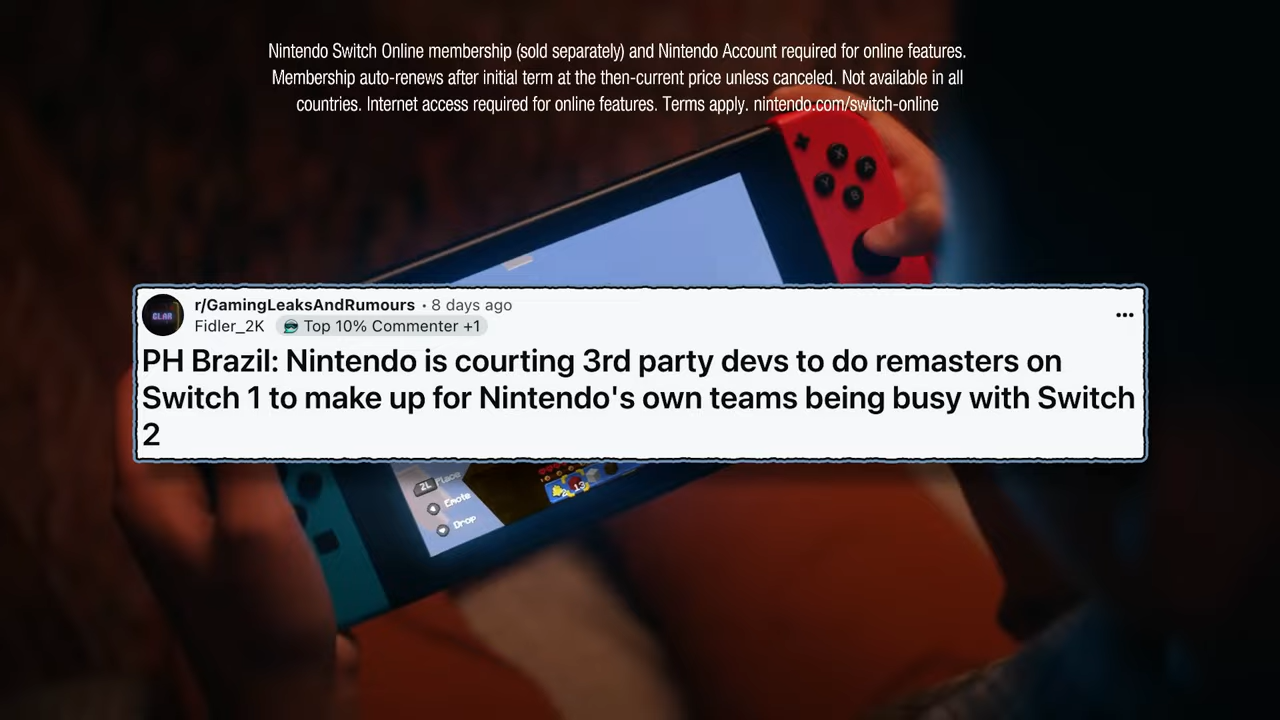 Nintendo Switch Online membership (sold separately) and Nintendo Account required for online features.
Membership auto-renews after initial term at the then-current price unless canceled. Not available in all
countries. Internet access required for online features. Terms apply. nintendo.com/switch-online
X
A
Y
B
r/GamingLeaksAndRumours · 8 days ago
Fidler_2K Top 10% Commenter +1
PH Brazil: Nintendo is courting 3rd party devs to do remasters on
Switch 1 to make up for Nintendo's own teams being busy with Switch
2
ZL Place
Emote
Drop
13